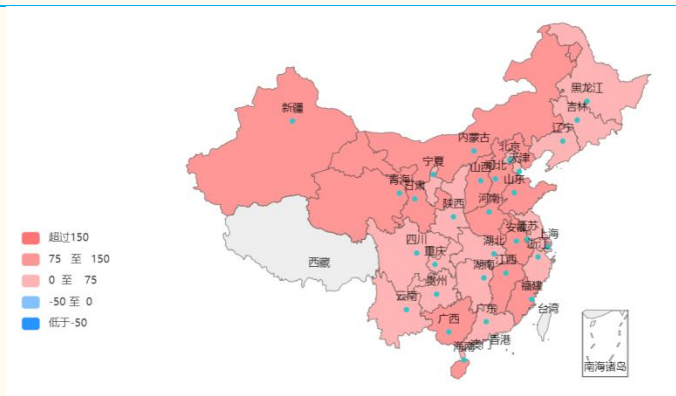 黑龙江
吉林
辽宁
新疆
内蒙古
北京
天津
宁夏
山西
河北
山东
青海
甘肃
陕西
河南
安徽
江苏
上海
浙江
四川
重庆
湖北
西藏
湖南
江西
贵州
云南
福建
台湾
广西
广东
香港
澳门
海南
南海诸岛
超过150
75 至 150
0 至 75
-50 至 0
低于-50